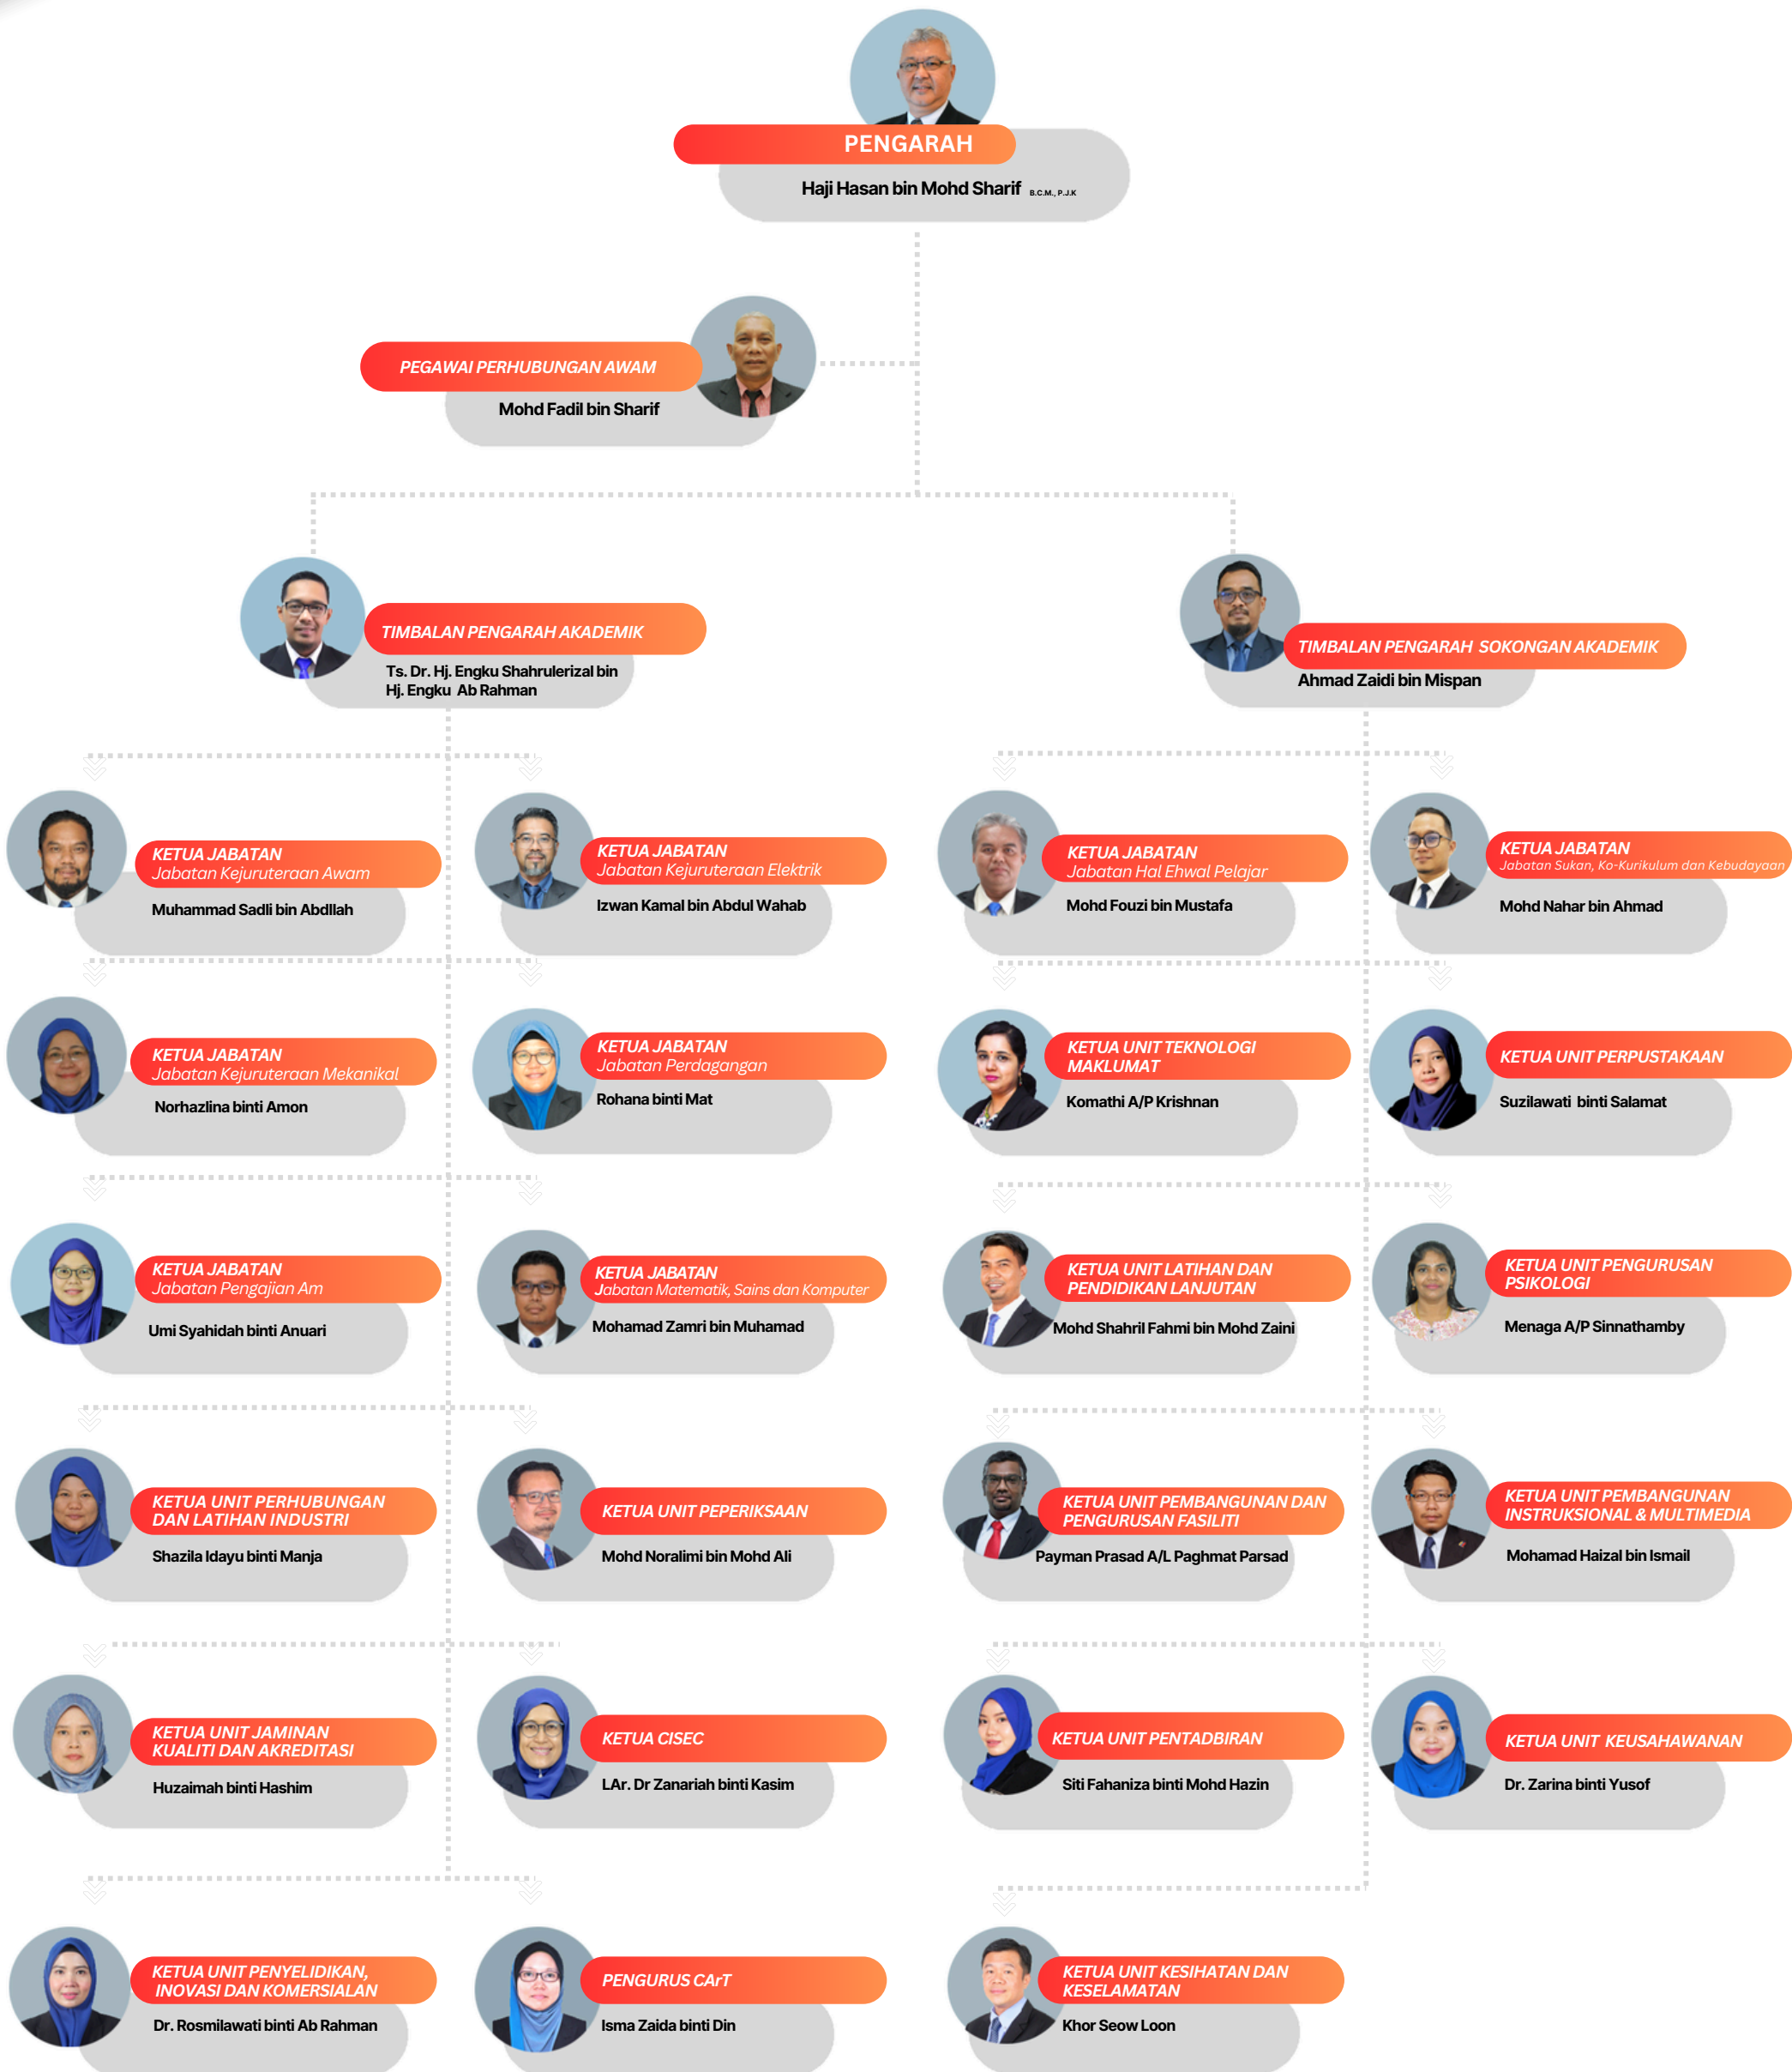 PENGARAH
Haji Hasan bin Mohd Sharif B.C.M., P.J.K
PEGAWAI PERHUBUNGAN AWAM
Mohd Fadil bin Sharif
TIMBALAN PENGARAH AKADEMIK
Ts. Dr. Hj. Engku Shahrulerizal bin
Hj. Engku Ab Rahman
TIMBALAN PENGARAH SOKONGAN AKADEMIK
Ahmad Zaidi bin Mispan
KETUA JABATAN
Jabatan Kejuruteraan Awam
Muhammad Sadli bin Abdllah
KETUA JABATAN
Jabatan Kejuruteraan Elektrik
Izwan Kamal bin Abdul Wahab
KETUA JABATAN
Jabatan Hal Ehwal Pelajar
Mohd Fouzi bin Mustafa
KETUA JABATAN
Jabatan Sukan, Ko-Kurikulum dan Kebudayaan
Mohd Nahar bin Ahmad
KETUA JABATAN
Jabatan Kejuruteraan Mekanikal
Norhazlina binti Amon
KETUA JABATAN
Jabatan Perdagangan
Rohana binti Mat
KETUA UNIT TEKNOLOGI
MAKLUMAT
Komathi A/P Krishnan
KETUA UNIT PERPUSTAKAAN
Suzilawati binti Salamat
KETUA JABATAN
Jabatan Pengajian Am
Umi Syahidah binti Anuari
KETUA JABATAN
Jabatan Matematik, Sains dan Komputer
Mohamad Zamri bin Muhamad
KETUA UNIT LATIHAN DAN
PENDIDIKAN LANJUTAN
Mohd Shahril Fahmi bin Mohd Zaini
KETUA UNIT PENGURUSAN
PSIKOLOGI
Menaga A/P Sinnathamby
KETUA UNIT PERHUBUNGAN
DAN LATIHAN INDUSTRI
Shazila Idayu binti Manja
KETUA UNIT PEPERIKSAAN
Mohd Noralimi bin Mohd Ali
KETUA UNIT PEMBANGUNAN DAN
PENGURUSAN FASILITI
Payman Prasad A/L Paghmat Parsad
KETUA UNIT PEMBANGUNAN
INSTRUKSIONAL & MULTIMEDIA
Mohamad Haizal bin Ismail
KETUA UNIT JAMINAN
KUALITI DAN AKREDITASI
Huzaimah binti Hashim
KETUA CISEC
LAr. Dr Zanariah binti Kasim
KETUA UNIT PENTADBIRAN
Siti Fahaniza binti Mohd Hazin
KETUA UNIT KEUSAHAWANAN
Dr. Zarina binti Yusof
KETUA UNIT PENYELIDIKAN,
INOVASI DAN KOMERSIALAN
Dr. Rosmilawati binti Ab Rahman
PENGURUS CArT
Isma Zaida binti Din
KETUA UNIT KESIHATAN DAN
KESELAMATAN
Khor Seow Loon